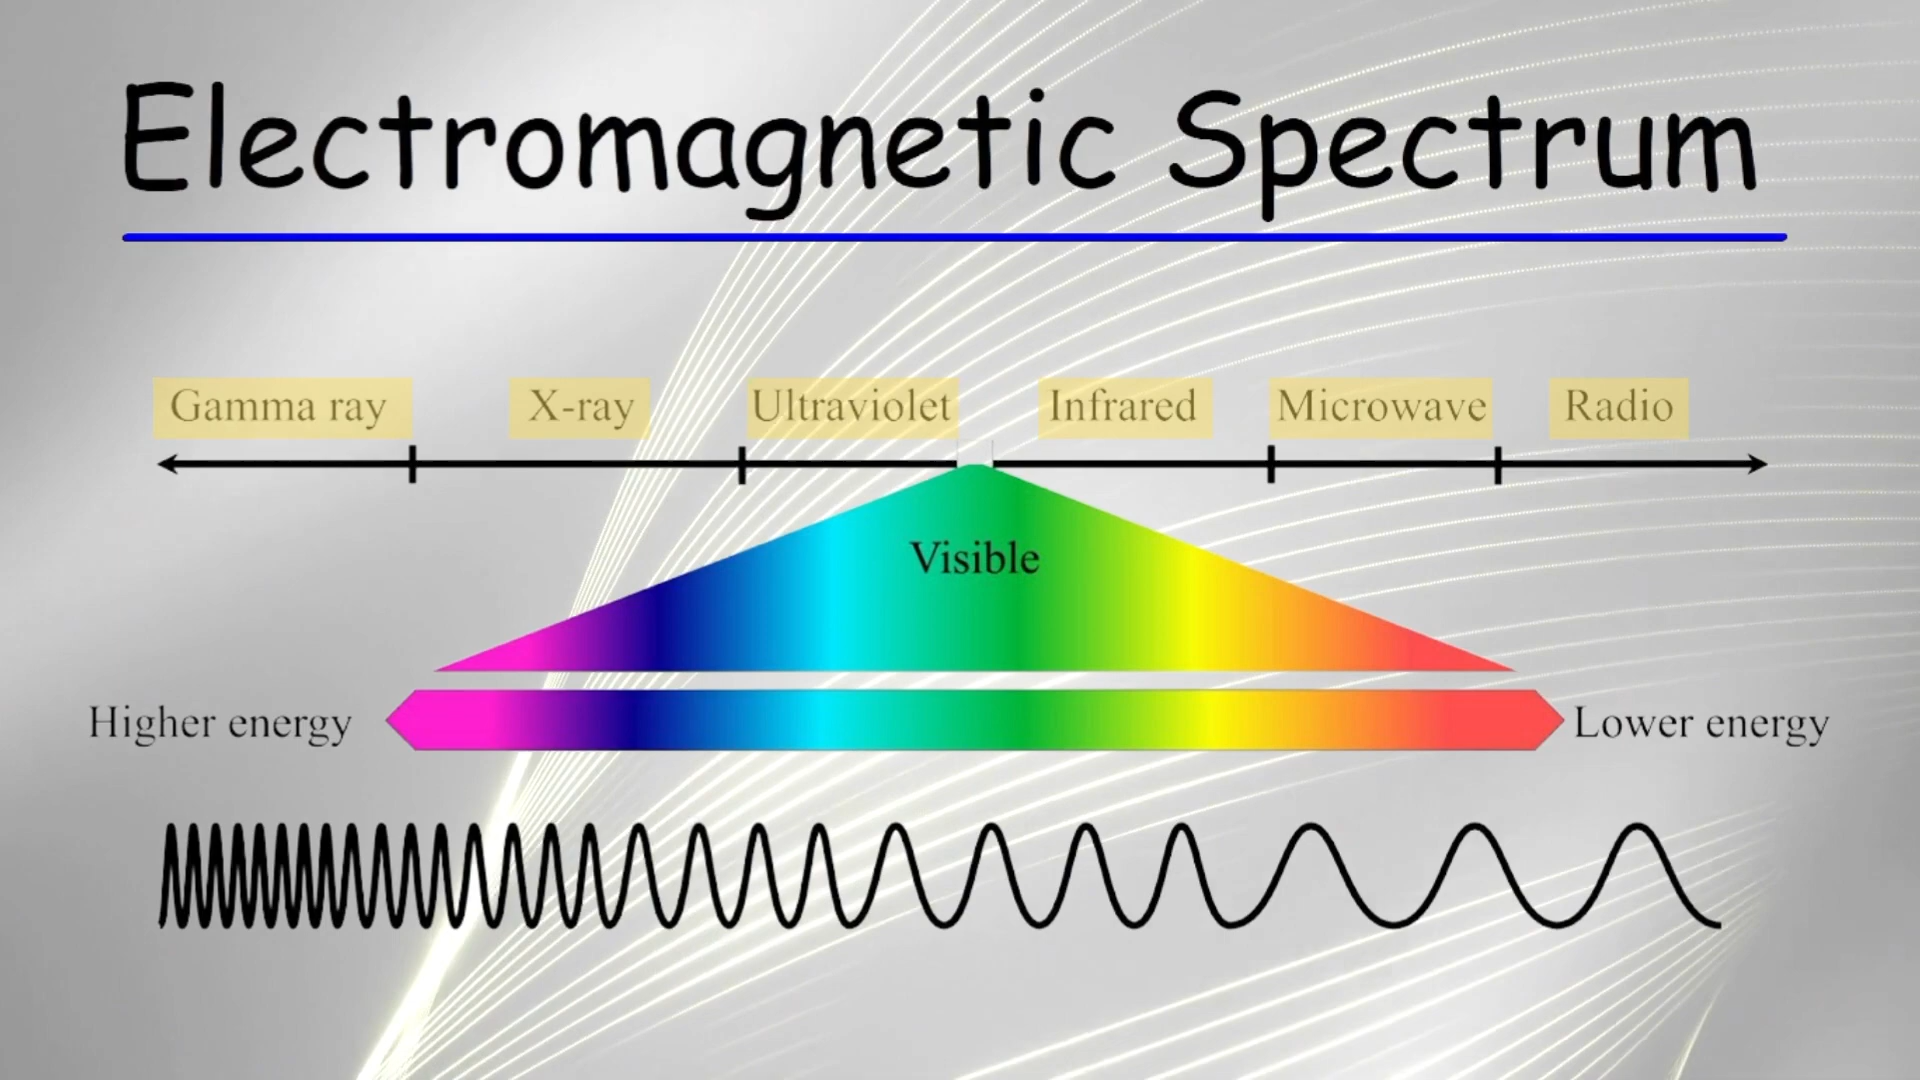 Electromagnetic Spectrum
Gamma ray X-ray Ultraviolet Infrared Microwave Radio
Visible
Higher energy Lower energy